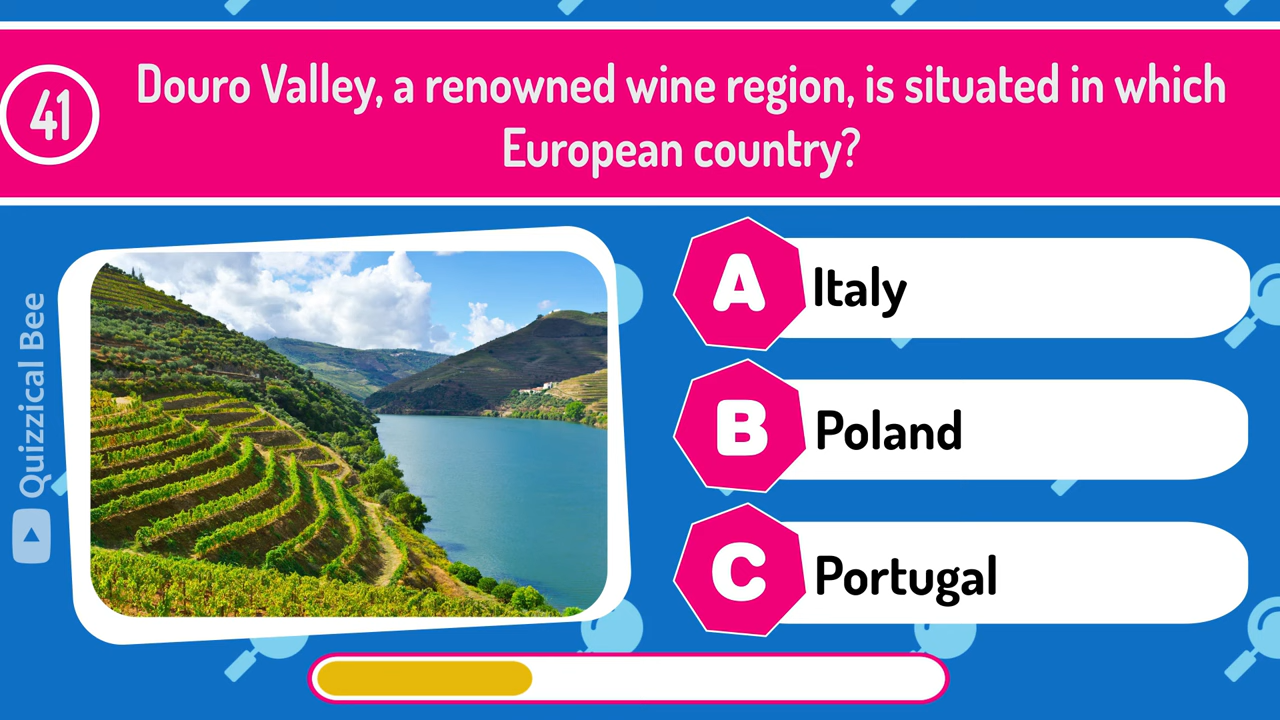 41
Douro Valley, a renowned wine region, is situated in which
European country?
A Italy
B Poland
C Portugal
Quizzical Bee